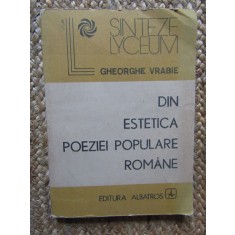 SINTEZE
LYCEUM
GHEORGHE VRABIE
DIN
ESTETICA
POEZIEI POPULARE
ROMÂNE
EDITURA ALBATROS